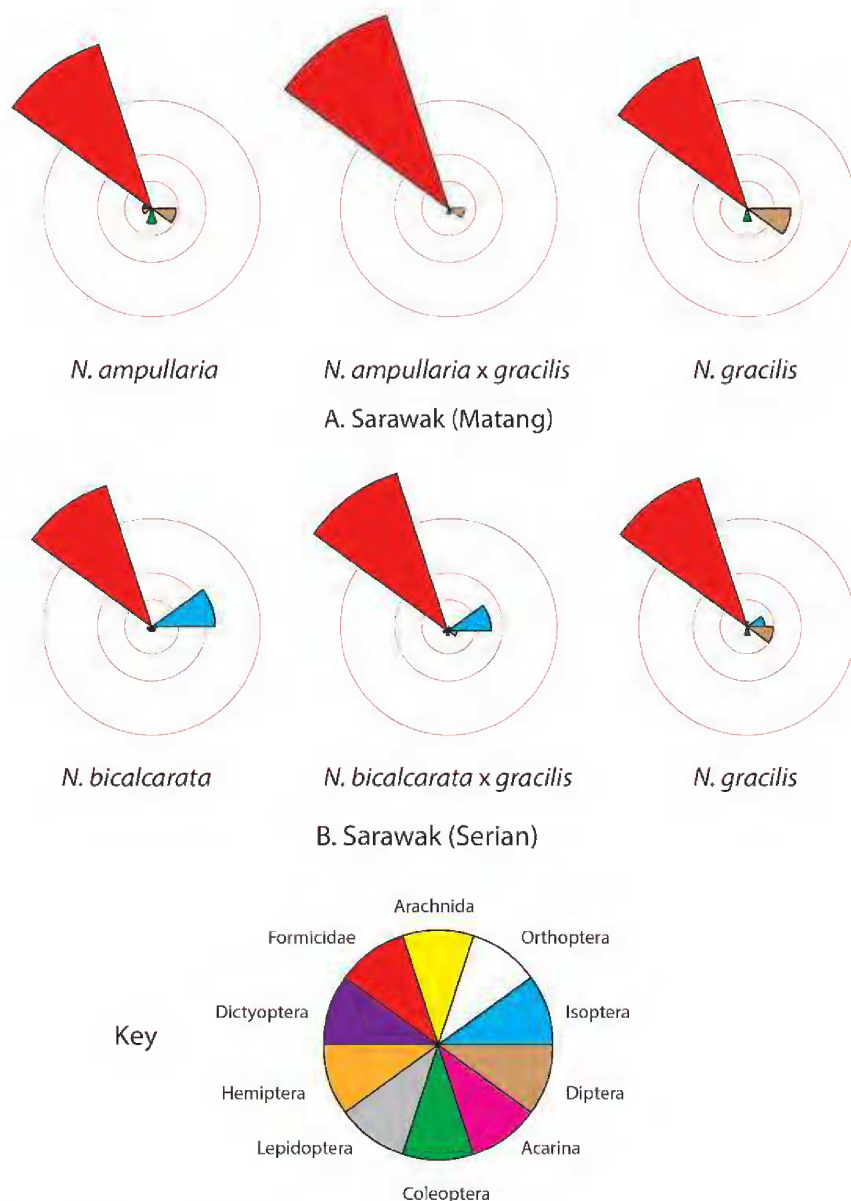 N. ampullaria
N. ampullaria x gracilis
N. gracilis
A. Sarawak (Matang)
N. bicalcarata
N. bicalcarata x gracilis
N. gracilis
B. Sarawak (Serian)
Key
Arachnida
Formicidae
Orthoptera
Dictyoptera
Isoptera
Hemiptera
Diptera
Lepidoptera
Acarina
Coleoptera